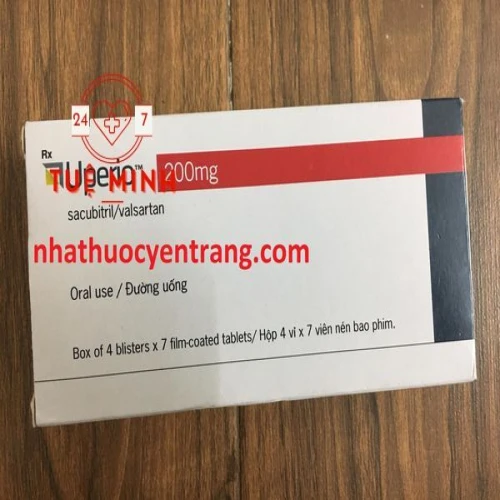 24 7
Rx
Uperio™ 200mg
TUỆ MINH
sacubitril/valsartan
nhathuocyentrang.com
Oral use / Đường uống
Box of 4 blisters x 7 film-coated tablets/ Hộp 4 vỉ x 7 viên nén bao phim.